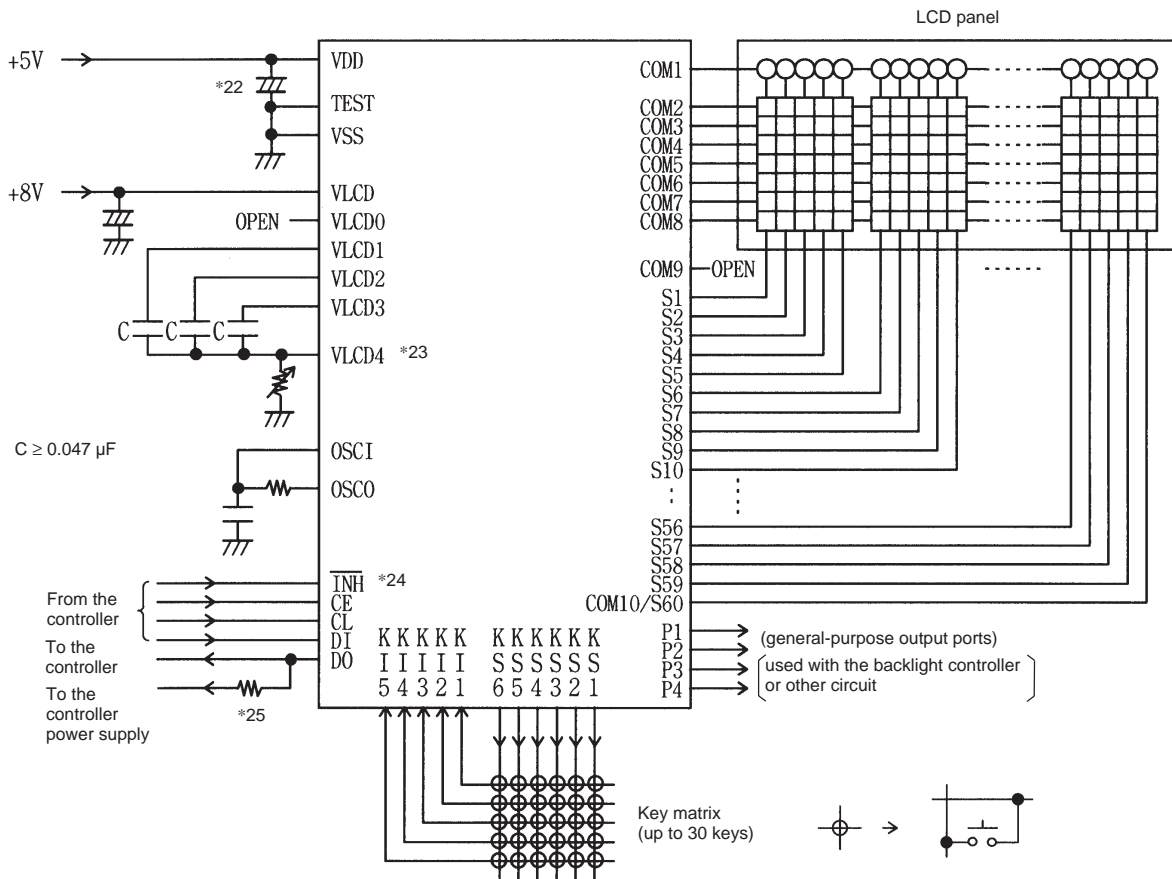 LCD panel
+5V
VDD
COM1
*22
TEST
COM2
VSS
COM3
COM4
COM5
+8V
VLCD
COM6
COM7
OPEN
VLCD0
COM8
VLCD1
COM9
OPEN
VLCD2
S1
VLCD3
S2
C
C
C
S3
VLCD4
*23
S4
S5
S6
S7
S8
C ≥ 0.047 µF
OSCI
S9
S10
OSCO
S56
S57
S58
INH
*24
S59
From the
controller
CE
COM10/S60
CL
DI
P1
(general-purpose output ports)
To the
controller
DO
P2
P3
used with the backlight controller
or other circuit
P4
To the
controller
power supply
*25
K K K K K K K K K K K
I I I I I S S S S S S
5 4 3 2 1 6 5 4 3 2 1
Key matrix
(up to 30 keys)